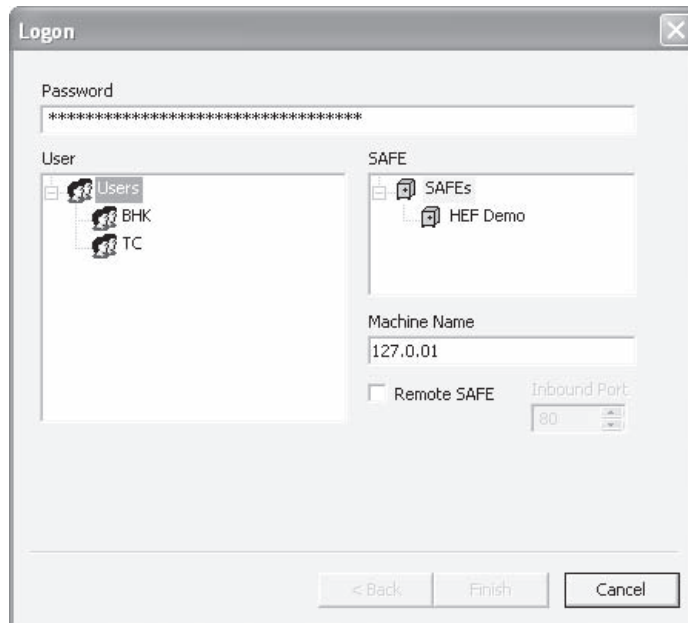 Logon
Password
**********************************
User
SAFE
Users
BHK
TC
SAFEs
HEF Demo
Machine Name
127.0.01
Remote SAFE
Inbound Port
80
< Back
Finish
Cancel